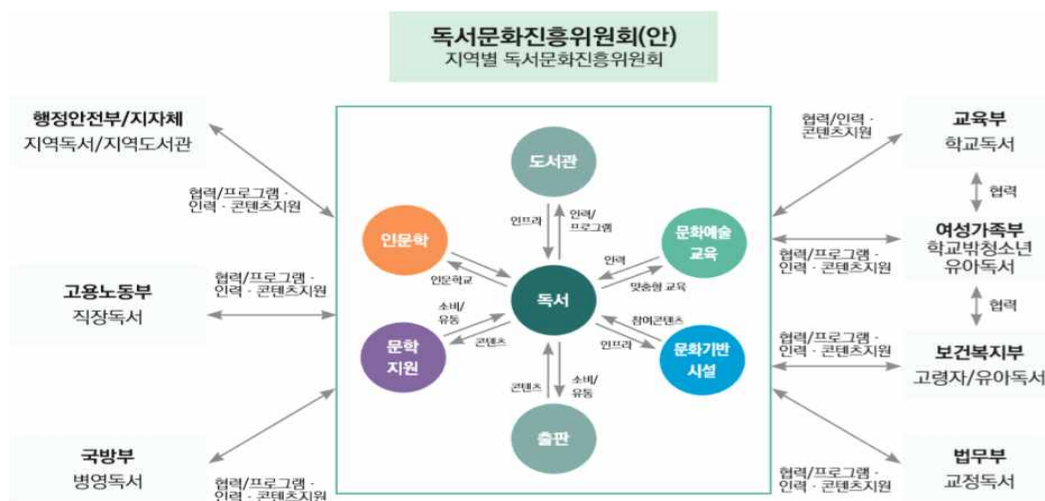 독서문화진흥위원회(안)
지역별 독서문화진흥위원회
행정안전부/지자체
지역독서/지역도서관
협력/프로그램 ·
인력 · 콘텐츠지원
고용노동부
직장독서
협력/프로그램 ·
인력 · 콘텐츠지원
국방부
병영독서
협력/프로그램 ·
인력 · 콘텐츠지원
도서관
인프라
인력/
프로그램
인문학
인문학교
문화예술
교육
인력
맞춤형 교육
독서
소비/
유통
콘텐츠
문학
지원
참여콘텐츠
인프라
문화기반
시설
콘텐츠
소비/
유통
출판
협력/인력 ·
콘텐츠지원
교육부
학교독서
협력
여성가족부
학교밖청소년
유아독서
협력/프로그램 ·
인력 · 콘텐츠지원
협력
보건복지부
고령자/유아독서
협력/프로그램 ·
인력 · 콘텐츠지원
법무부
교정독서
협력/프로그램 ·
인력 · 콘텐츠지원